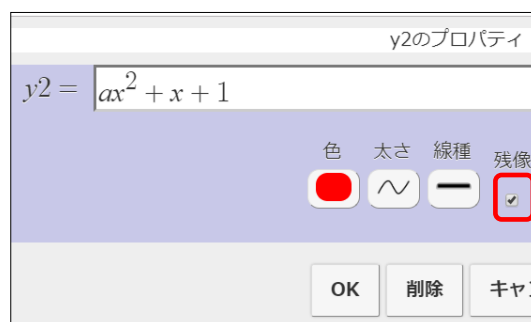 y2のプロパティ
y2 = ax² + x + 1
色 太さ 線種 残像
OK 削除 キャン